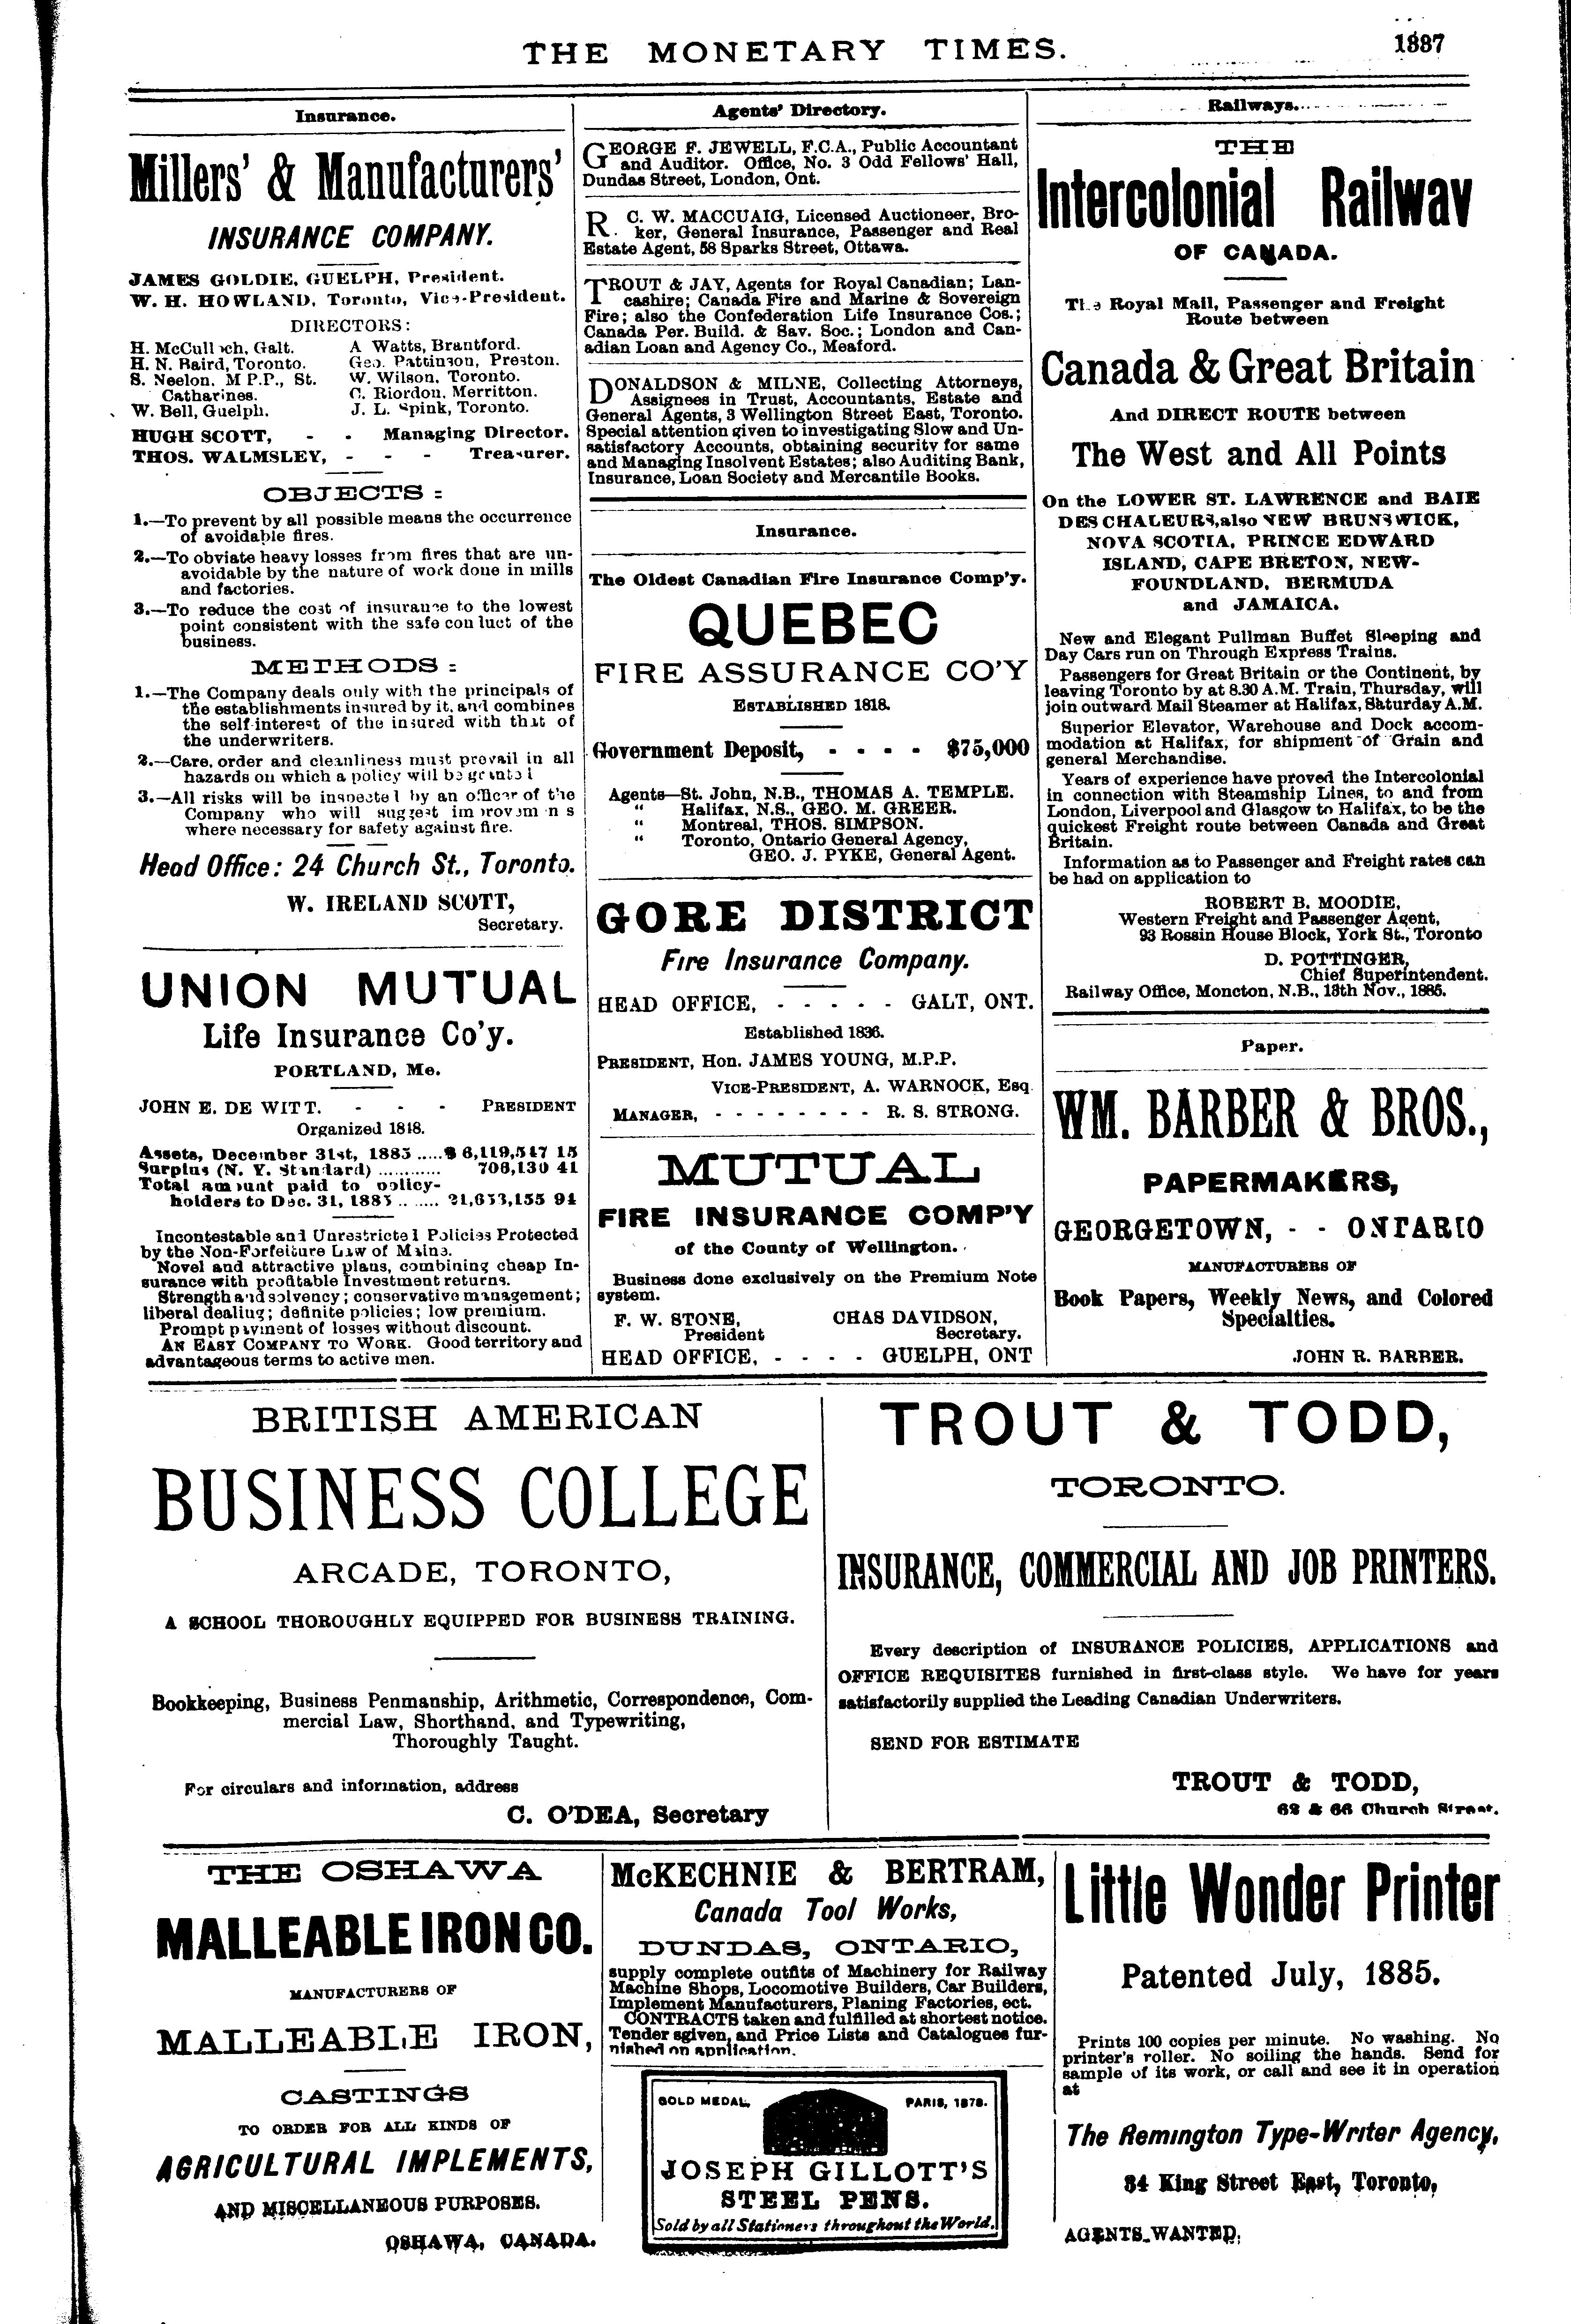 THE MONETARY TIMES.
1337
Insurance.
Millers' & Manufacturers'
INSURANCE COMPANY.
JAMES GOLDIE, GUELPH, President.
W. H. HOWLAND, Toronto, Vice-President.
DIRECTORS:
H. McCulloch, Galt.
A Watts, Brantford.
H. N. Baird, Toronto.
Geo. Pattinson, Preston.
S. Neelon, M P.P., St. Catharines.
W. Wilson, Toronto.
C. Riordon, Merritton.
W. Bell, Guelph.
J. L. Spink, Toronto.
HUGH SCOTT, - - Managing Director.
THOS. WALMSLEY, - - - Treasurer.
OBJECTS:
1.—To prevent by all possible means the occurrence
of avoidable fires.
2.—To obviate heavy losses from fires that are un-
avoidable by the nature of work done in mills
and factories.
3.—To reduce the cost of insurance to the lowest
point consistent with the safe conduct of the
business.
METHODS:
1.—The Company deals only with the principals of
the establishments insured by it, and combines
the self-interest of the insured with that of
the underwriters.
2.—Care, order and cleanliness must prevail in all
hazards on which a policy will be granted
3.—All risks will be inspected by an officer of the
Company who will suggest improvements
where necessary for safety against fire.
Head Office: 24 Church St., Toronto.
W. IRELAND SCOTT,
Secretary.
UNION MUTUAL
Life Insurance Co'y.
PORTLAND, Me.
JOHN E. DE WITT. - - - PRESIDENT
Organized 1818.
Assets, December 31st, 1885 ..... $ 6,119,547 15
Surplus (N. Y. Standard) ........... 706,130 41
Total amount paid to policy-
holders to Dec. 31, 1885 .. ...... 21,653,155 94
Incontestable and Unrestricted Policies Protected
by the Non-Forfeiture Law of Maine.
Novel and attractive plans, combining cheap In-
surance with profitable Investment returns.
Strength and solvency; conservative management;
liberal dealing; definite policies; low premium.
Prompt payment of losses without discount.
AN EASY COMPANY TO WORK. Good territory and
advantageous terms to active men.
Agents' Directory.
GEORGE F. JEWELL, F.C.A., Public Accountant
and Auditor. Office, No. 3 Odd Fellows' Hall,
Dundas Street, London, Ont.
R. C. W. MACCUAIG, Licensed Auctioneer, Bro-
ker, General Insurance, Passenger and Real
Estate Agent, 58 Sparks Street, Ottawa.
TROUT & JAY, Agents for Royal Canadian; Lan-
cashire; Canada Fire and Marine & Sovereign
Fire; also the Confederation Life Insurance Cos.;
Canada Per. Build. & Sav. Soc.; London and Can-
adian Loan and Agency Co., Meaford.
DONALDSON & MILNE, Collecting Attorneys,
Assignees in Trust, Accountants, Estate and
General Agents, 3 Wellington Street East, Toronto.
Special attention given to investigating Slow and Un-
satisfactory Accounts, obtaining security for same
and Managing Insolvent Estates; also Auditing Bank,
Insurance, Loan Society and Mercantile Books.
Insurance.
The Oldest Canadian Fire Insurance Comp'y.
QUEBEC
FIRE ASSURANCE CO'Y
ESTABLISHED 1818.
Government Deposit, - - - - $75,000
Agents—St. John, N.B., THOMAS A. TEMPLE.
" Halifax, N.S., GEO. M. GREER.
" Montreal, THOS. SIMPSON.
" Toronto, Ontario General Agency,
GEO. J. PYKE, General Agent.
GORE DISTRICT
Fire Insurance Company.
HEAD OFFICE, - - - - - GALT, ONT.
Established 1836.
PRESIDENT, Hon. JAMES YOUNG, M.P.P.
VICE-PRESIDENT, A. WARNOCK, Esq.
MANAGER, - - - - - - - - R. S. STRONG.
MUTUAL
FIRE INSURANCE COMP'Y
of the County of Wellington.
Business done exclusively on the Premium Note
system.
F. W. STONE,
President
CHAS DAVIDSON,
Secretary.
HEAD OFFICE, - - - - GUELPH, ONT
Railways.
THE
Intercolonial Railway
OF CANADA.
The Royal Mail, Passenger and Freight
Route between
Canada & Great Britain
And DIRECT ROUTE between
The West and All Points
On the LOWER ST. LAWRENCE and BAIE
DES CHALEURS, also NEW BRUNSWICK,
NOVA SCOTIA, PRINCE EDWARD
ISLAND, CAPE BRETON, NEW-
FOUNDLAND, BERMUDA
and JAMAICA.
New and Elegant Pullman Buffet Sleeping and
Day Cars run on Through Express Trains.
Passengers for Great Britain or the Continent, by
leaving Toronto by at 8.30 A.M. Train, Thursday, will
join outward Mail Steamer at Halifax, Saturday A.M.
Superior Elevator, Warehouse and Dock accom-
modation at Halifax, for shipment of Grain and
general Merchandise.
Years of experience have proved the Intercolonial
in connection with Steamship Lines, to and from
London, Liverpool and Glasgow to Halifax, to be the
quickest Freight route between Canada and Great
Britain.
Information as to Passenger and Freight rates can
be had on application to
ROBERT B. MOODIE,
Western Freight and Passenger Agent,
93 Rossin House Block, York St., Toronto
D. POTTINGER,
Chief Superintendent.
Railway Office, Moncton, N.B., 13th Nov., 1885.
Paper.
WM. BARBER & BROS.,
PAPERMAKERS,
GEORGETOWN, - - ONTARIO
MANUFACTURERS OF
Book Papers, Weekly News, and Colored
Specialties.
JOHN R. BARBER.
BRITISH AMERICAN
BUSINESS COLLEGE
ARCADE, TORONTO,
A SCHOOL THOROUGHLY EQUIPPED FOR BUSINESS TRAINING.
Bookkeeping, Business Penmanship, Arithmetic, Correspondence, Com-
mercial Law, Shorthand, and Typewriting,
Thoroughly Taught.
For circulars and information, address
C. O'DEA, Secretary
TROUT & TODD,
TORONTO.
INSURANCE, COMMERCIAL AND JOB PRINTERS.
Every description of INSURANCE POLICIES, APPLICATIONS and
OFFICE REQUISITES furnished in first-class style. We have for years
satisfactorily supplied the Leading Canadian Underwriters.
SEND FOR ESTIMATE
TROUT & TODD,
62 & 66 Church Street.
THE OSHAWA
MALLEABLE IRON CO.
MANUFACTURERS OF
MALLEABLE IRON,
CASTINGS
TO ORDER FOR ALL KINDS OF
AGRICULTURAL IMPLEMENTS,
AND MISCELLANEOUS PURPOSES.
OSHAWA, CANADA.
McKECHNIE & BERTRAM,
Canada Tool Works,
DUNDAS, ONTARIO,
supply complete outfits of Machinery for Railway
Machine Shops, Locomotive Builders, Car Builders,
Implement Manufacturers, Planing Factories, ect.
CONTRACTS taken and fulfilled at shortest notice.
Tender sgiven, and Price Lists and Catalogues fur-
nished on application.
GOLD MEDAL, PARIS, 1878.
JOSEPH GILLOTT'S
STEEL PENS.
Sold by all Stationers throughout the World.
Little Wonder Printer
Patented July, 1885.
Prints 100 copies per minute. No washing. No
printer's roller. No soiling the hands. Send for
sample of its work, or call and see it in operation
at
The Remington Type-Writer Agency,
34 King Street East, Toronto,
AGENTS WANTED.